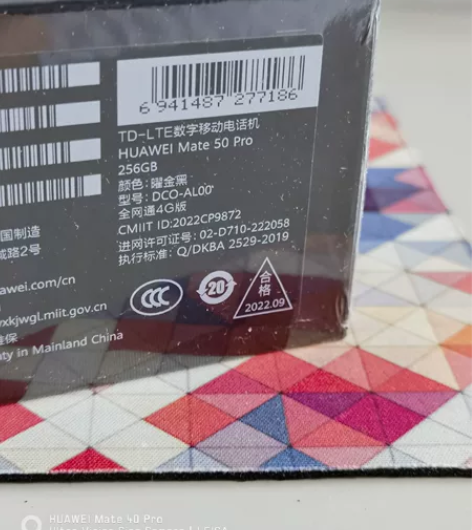 6 941487 277186
TD-LTE数字移动电话机
HUAWEI Mate 50 Pro
256GB
颜色：曜金黑
型号：DCO-AL00
全网通4G版
CMIIT ID:2022CP9872
进网许可证号：02-D710-222058
执行标准：Q/DKBA 2529-2019
国制造
城路2号
awei.com/cn
xkjwgl.miit.gov.cn
维保
ty in Mainland China
CCC
20
合格
2022.09
HUAWEI Mate 40 Pro